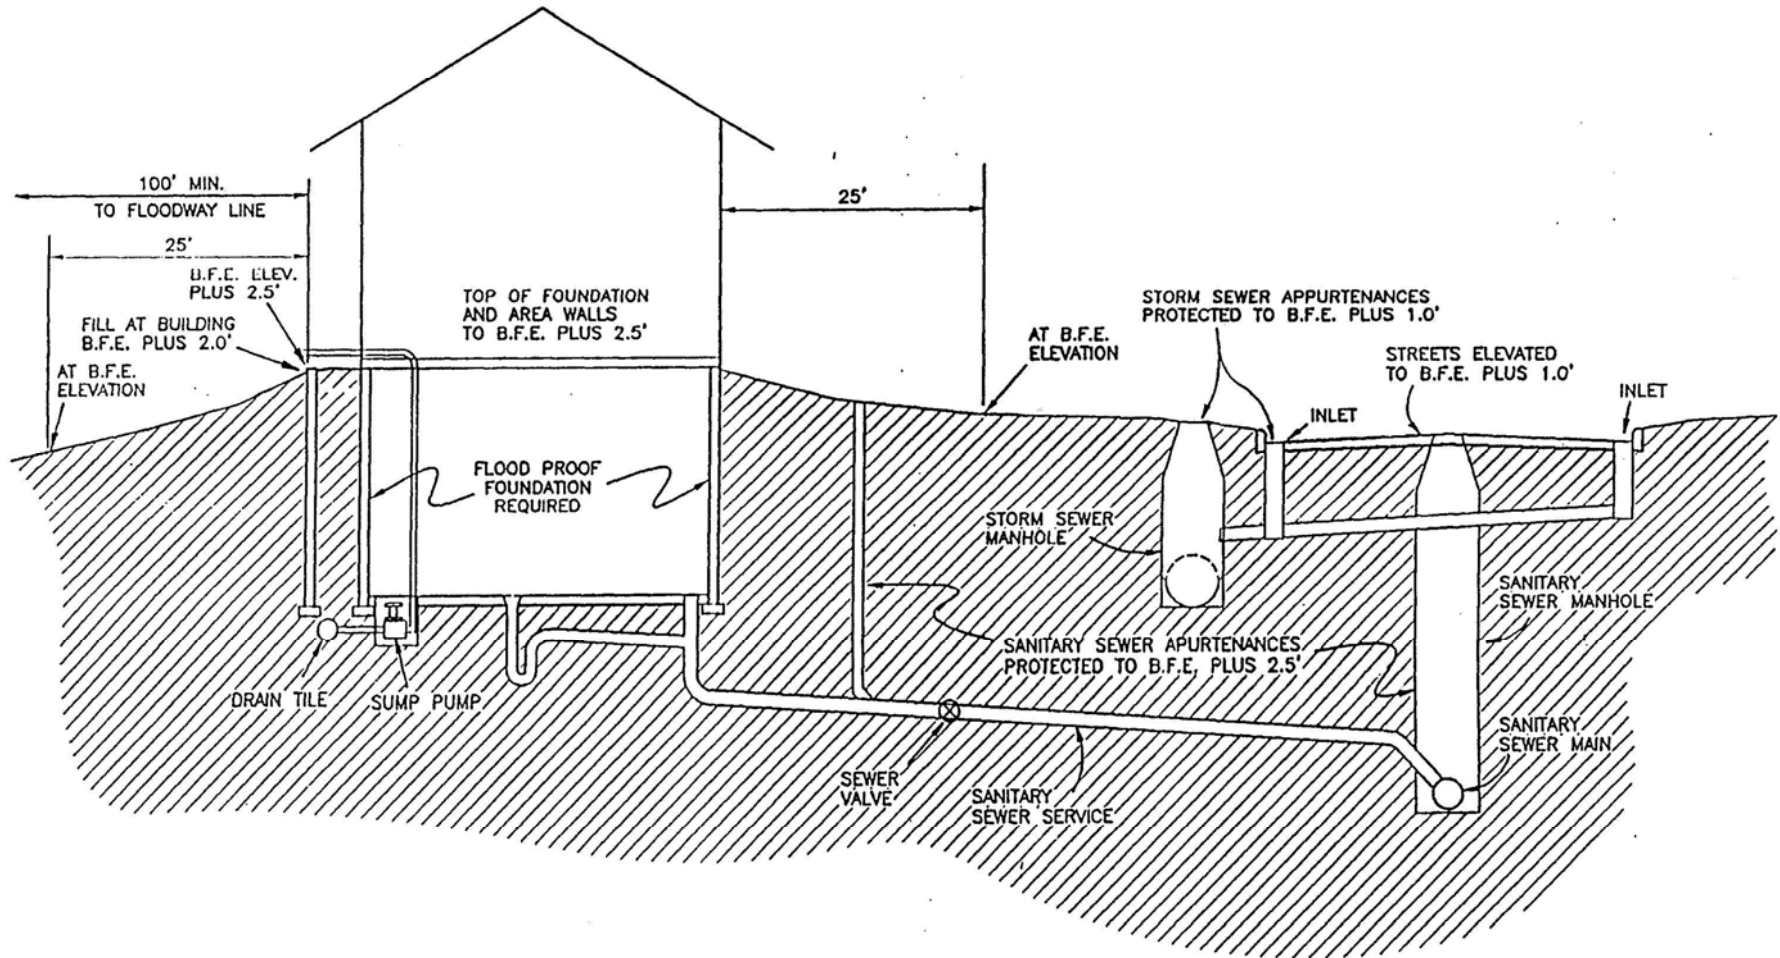 100' MIN.
TO FLOODWAY LINE
25'
B.F.E. ELEV.
PLUS 2.5'
FILL AT BUILDING
B.F.E. PLUS 2.0'
AT B.F.E.
ELEVATION
TOP OF FOUNDATION
AND AREA WALLS
TO B.F.E. PLUS 2.5'
25'
AT B.F.E.
ELEVATION
STORM SEWER APPURTENANCES
PROTECTED TO B.F.E. PLUS 1.0'
STREETS ELEVATED
TO B.F.E. PLUS 1.0'
INLET
INLET
FLOOD PROOF
FOUNDATION
REQUIRED
STORM SEWER
MANHOLE
SANITARY
SEWER MANHOLE
SANITARY SEWER APURTENANCES
PROTECTED TO B.F.E. PLUS 2.5'
DRAIN TILE
SUMP PUMP
SEWER
VALVE
SANITARY
SEWER SERVICE
SANITARY
SEWER MAIN